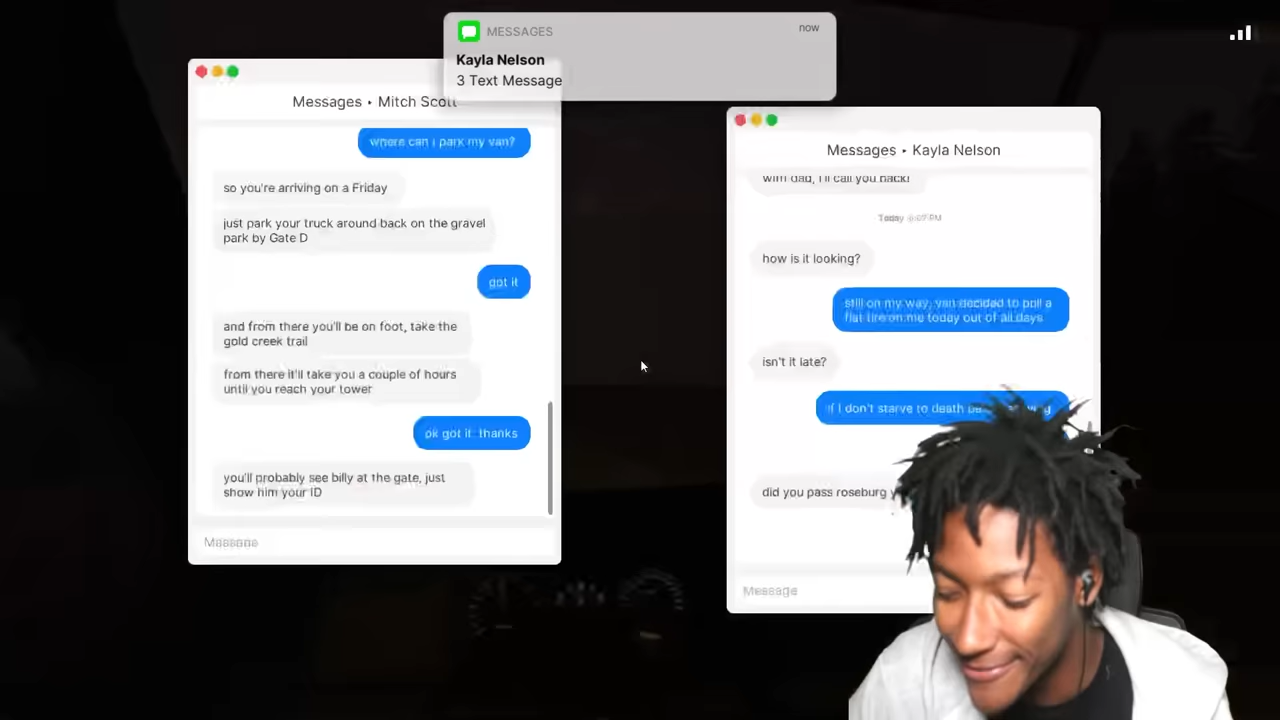 MESSAGES
now
Kayla Nelson
3 Text Message
Messages • Mitch Scott
where can i park my van?
so you're arriving on a Friday
just park your truck around back on the gravel
park by Gate D
got it
and from there you'll be on foot, take the
gold creek trail
from there it'll take you a couple of hours
until you reach your tower
ok got it. thanks
you'll probably see billy at the gate, just
show him your ID
Message
Messages • Kayla Nelson
with dad, I'll call you back!
Today PM
how is it looking?
still on my way, van decided to pull a
flat tire on me today out of all days
isn't it late?
if I don't starve to death
did you pass roseburg
Message